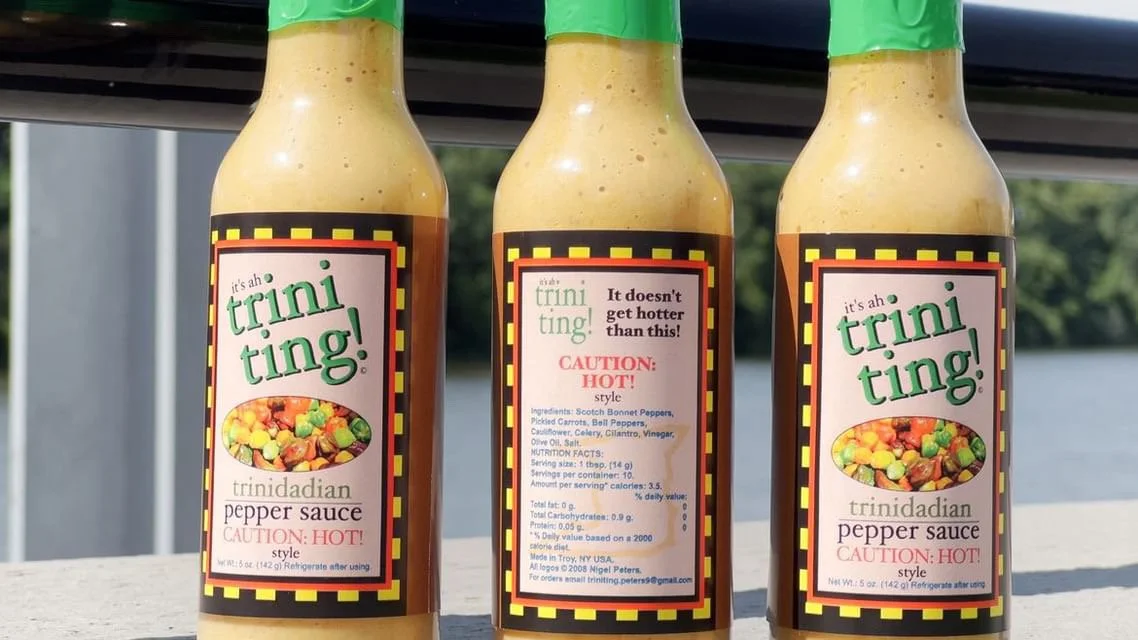 it's ah
trini
ting!
©
trinidadian
pepper sauce
CAUTION: HOT!
style
Net Wt.: 5 oz. (142 g) Refrigerate after using.
it's ah
trini
ting!
It doesn't
get hotter
than this!
CAUTION:
HOT!
style
Ingredients: Scotch Bonnet Peppers,
Pickled Carrots, Bell Peppers,
Cauliflower, Celery, Cilantro, Vinegar,
Olive Oil, Salt.
NUTRITION FACTS:
Serving size: 1 tbsp. (14 g)
Servings per container: 10.
Amount per serving* calories: 3.5.
% daily value:
Total fat: 0 g. 0
Total Carbohydrates: 0.9 g. 0
Protein: 0.05 g. 0
*% Daily value based on a 2000
calorie diet.
Made in Troy, NY USA.
All logos © 2008 Nigel Peters.
For orders email triniting.peters9@gmail.com
it's ah
trini
ting!
©
trinidadian
pepper sauce
CAUTION: HOT!
style
Net Wt.: 5 oz. (142 g) Refrigerate after using.